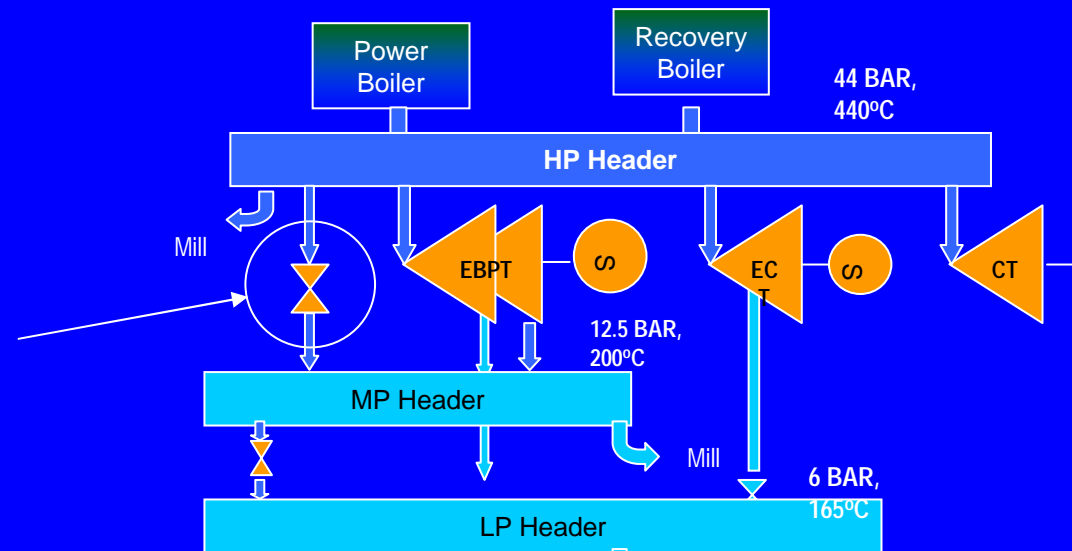 Power
Boiler
Recovery
Boiler
44 BAR,
440ºC
HP Header
Mill
EBPT
S
EC
T
S
CT
12.5 BAR,
200ºC
MP Header
Mill
6 BAR,
165ºC
LP Header